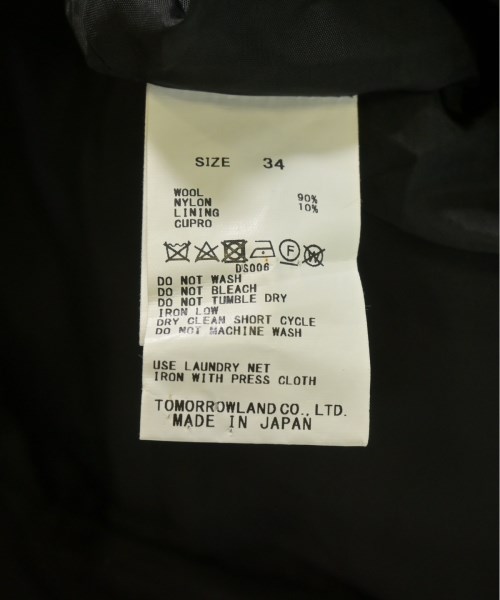 SIZE 34
WOOL 90%
NYLON 10%
LINING
CUPRO
F W
DS006
DO NOT WASH
DO NOT BLEACH
DO NOT TUMBLE DRY
IRON LOW
DRY CLEAN SHORT CYCLE
DO NOT MACHINE WASH
USE LAUNDRY NET
IRON WITH PRESS CLOTH
TOMORROWLAND CO., LTD.
MADE IN JAPAN